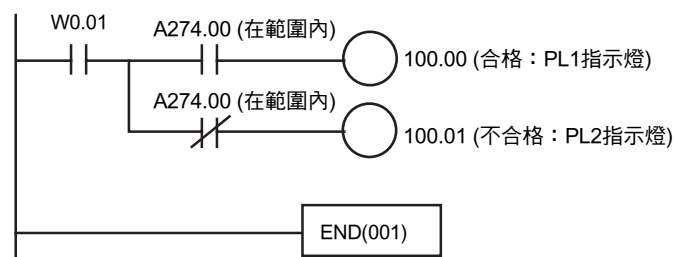 W0.01
A274.00 (在範圍內)
100.00 (合格：PL1指示燈)
A274.00 (在範圍內)
100.01 (不合格：PL2指示燈)
END(001)